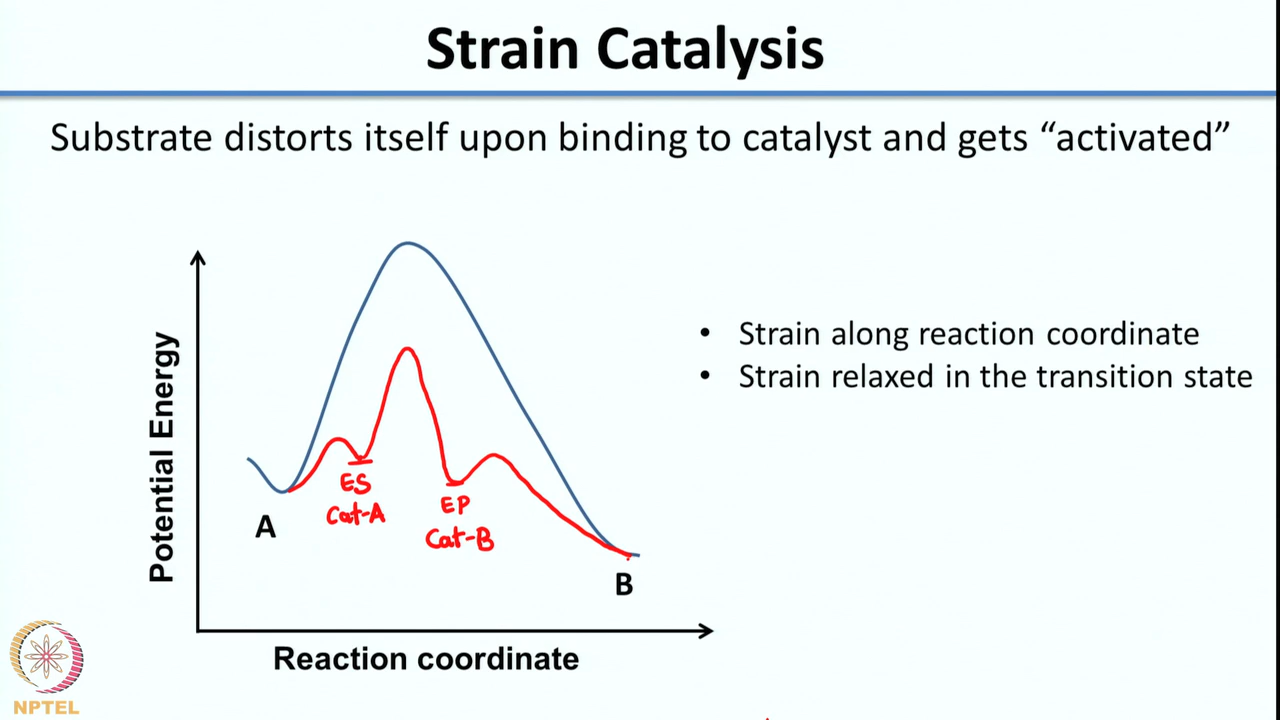 Strain Catalysis
Substrate distorts itself upon binding to catalyst and gets “activated”
Potential Energy
A
ES
Cat-A
EP
Cat-B
B
Reaction coordinate
• Strain along reaction coordinate
• Strain relaxed in the transition state
NPTEL